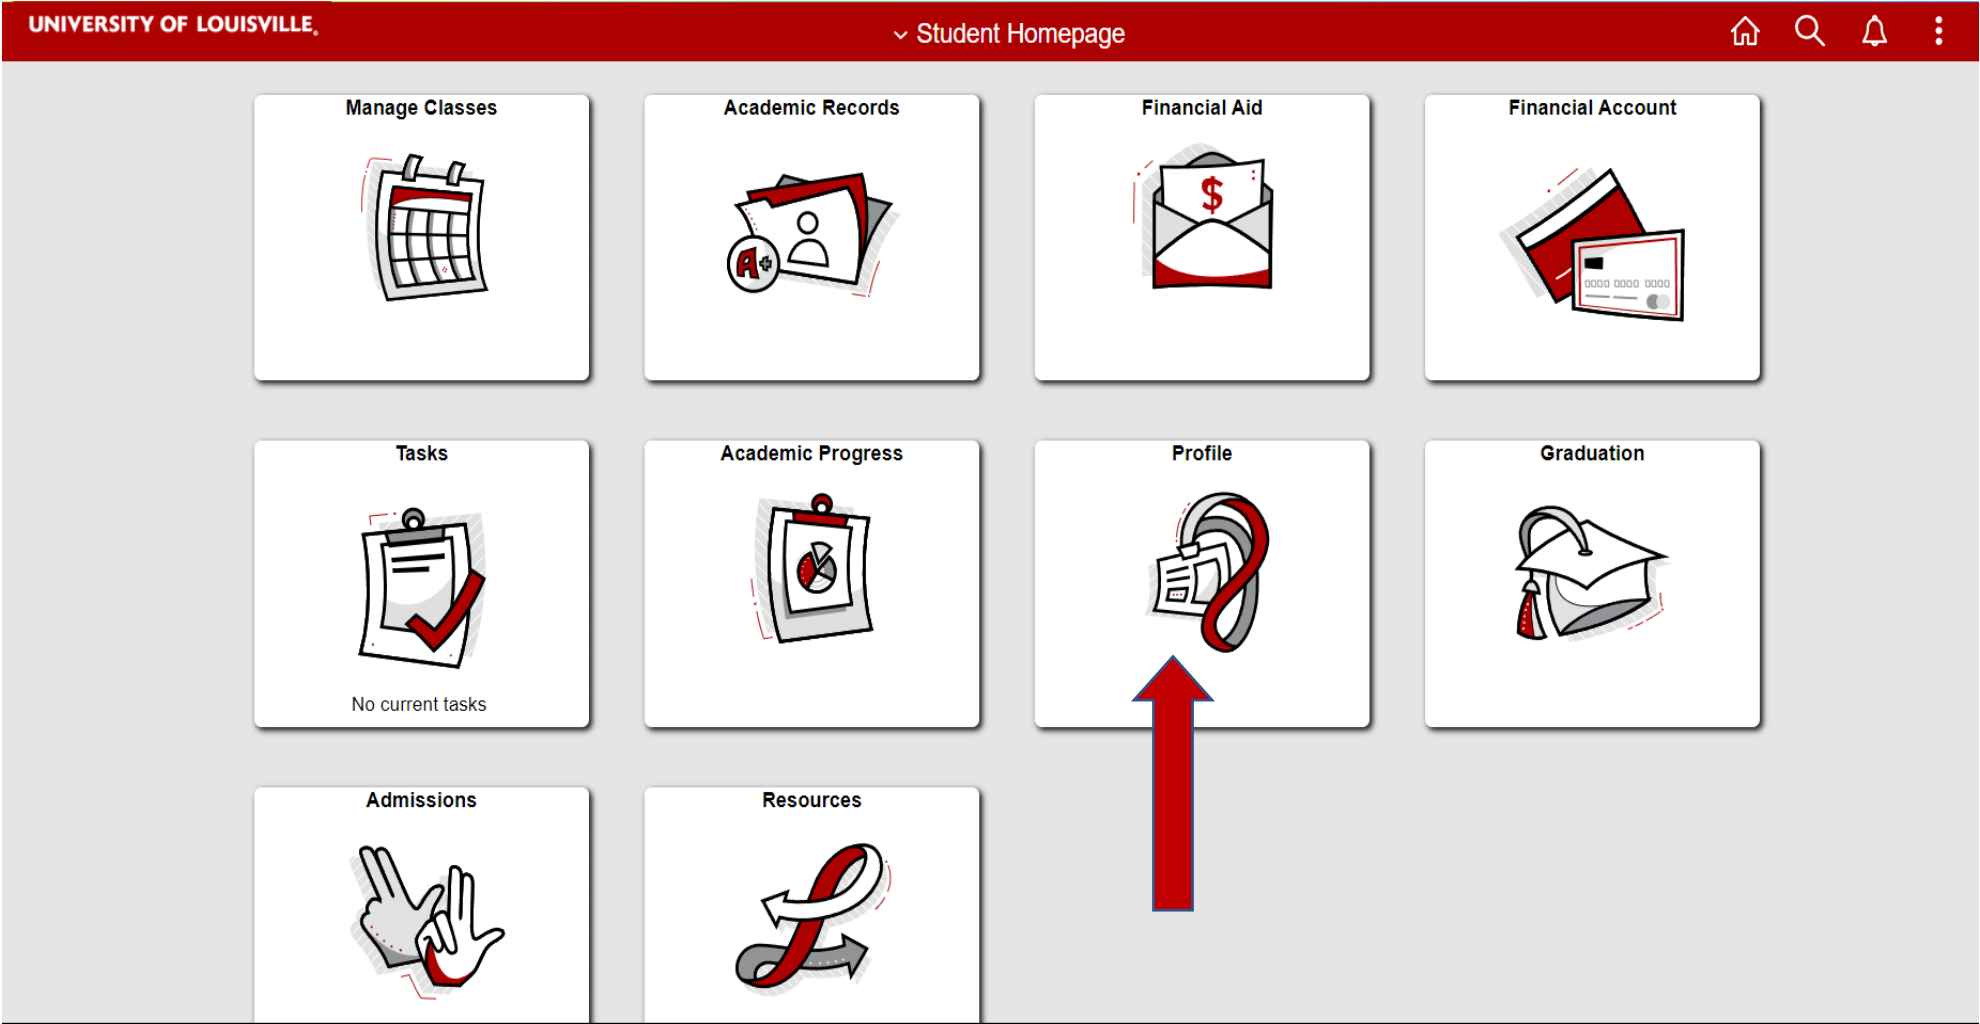 UNIVERSITY OF LOUISVILLE.
Student Homepage
Manage Classes
Academic Records
Financial Aid
Financial Account
A+
$
0000 0000 0000
Tasks
Academic Progress
Profile
Graduation
No current tasks
Admissions
Resources